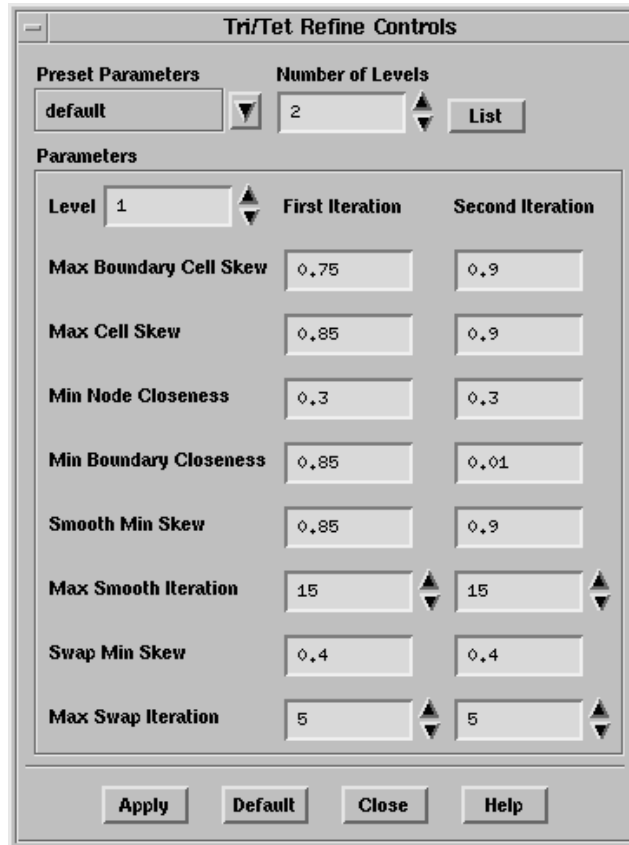 Tri/Tet Refine Controls
Preset Parameters Number of Levels
default 2 List
Parameters
Level 1 First Iteration Second Iteration
Max Boundary Cell Skew 0.75 0.9
Max Cell Skew 0.85 0.9
Min Node Closeness 0.3 0.3
Min Boundary Closeness 0.85 0.01
Smooth Min Skew 0.85 0.9
Max Smooth Iteration 15 15
Swap Min Skew 0.4 0.4
Max Swap Iteration 5 5
Apply Default Close Help